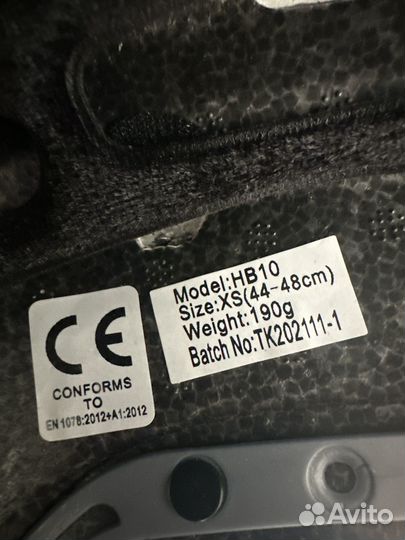 Model:HB10
Size:XS(44-48cm)
Weight:190g
Batch No:TK202111-1
CE
CONFORMS
TO
EN 1078:2012+A1:2012
Avito